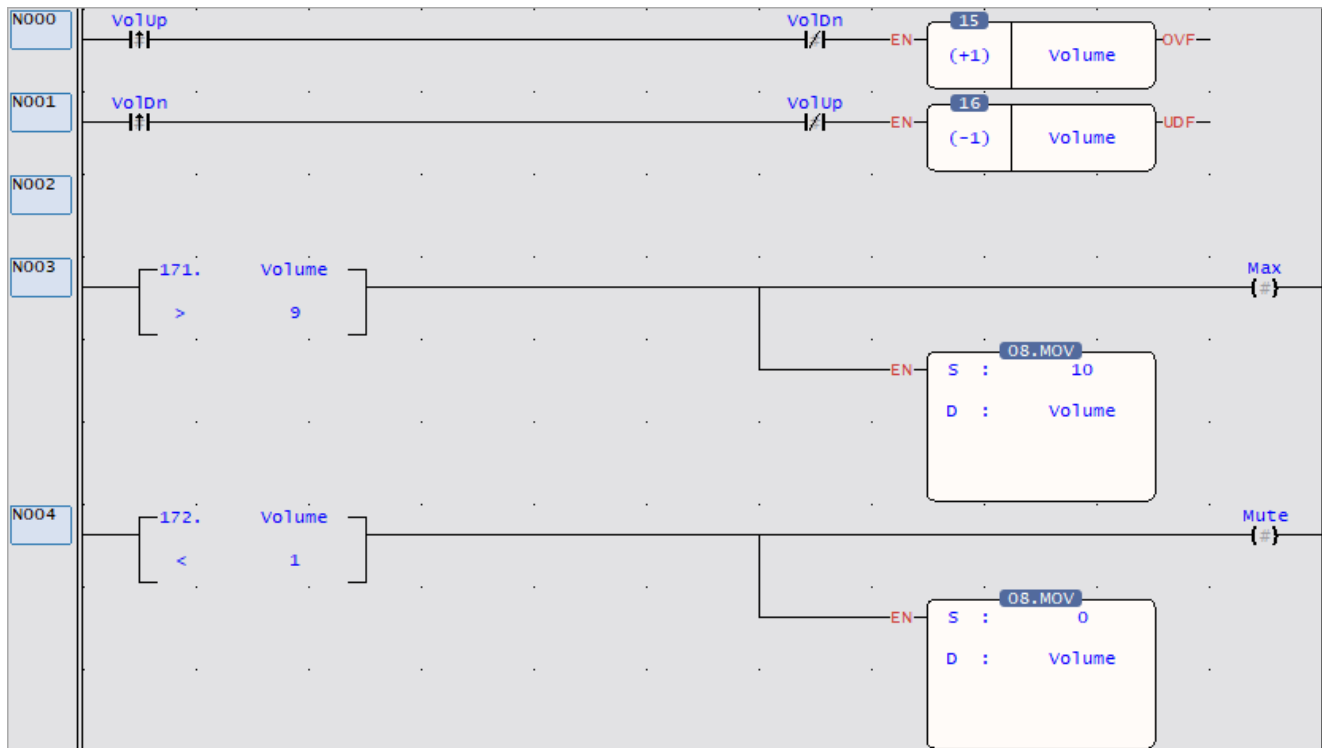 N000 VolUp VolDn 15
EN (+1) Volume OVF
N001 VolDn VolUp 16
EN (-1) Volume UDF
N002
N003 171. Volume Max
> 9 #
08.MOV
EN S : 10
D : Volume
N004 172. Volume Mute
< 1 #
08.MOV
EN S : 0
D : Volume